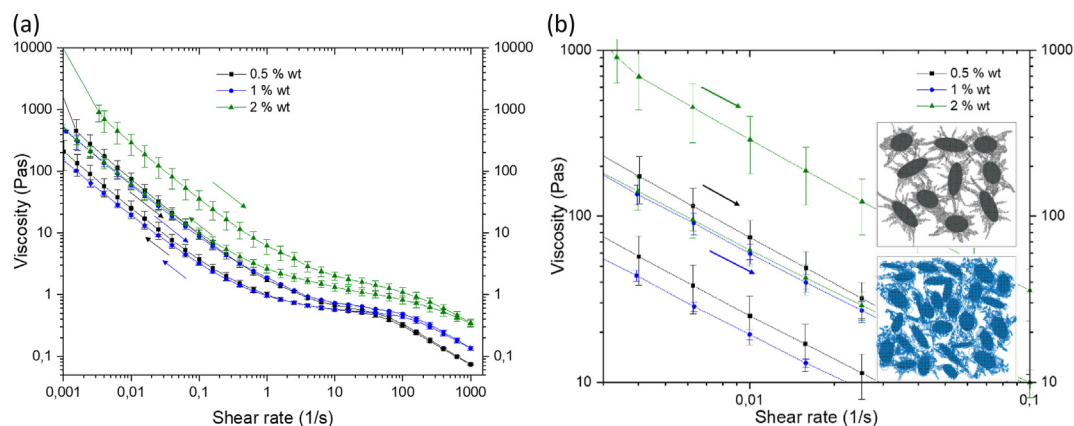 (a)
(b)
10000
1000
100
10
1
0,1
10000
1000
100
10
1
0,1
0.5 % wt
1 % wt
2 % wt
Viscosity (Pas)
0,001 0,01 0,1 1 10 100 1000
Shear rate (1/s)
1000
100
10
1000
100
10
0.5 % wt
1 % wt
2 % wt
Viscosity (Pas)
0,01 0,1
Shear rate (1/s)